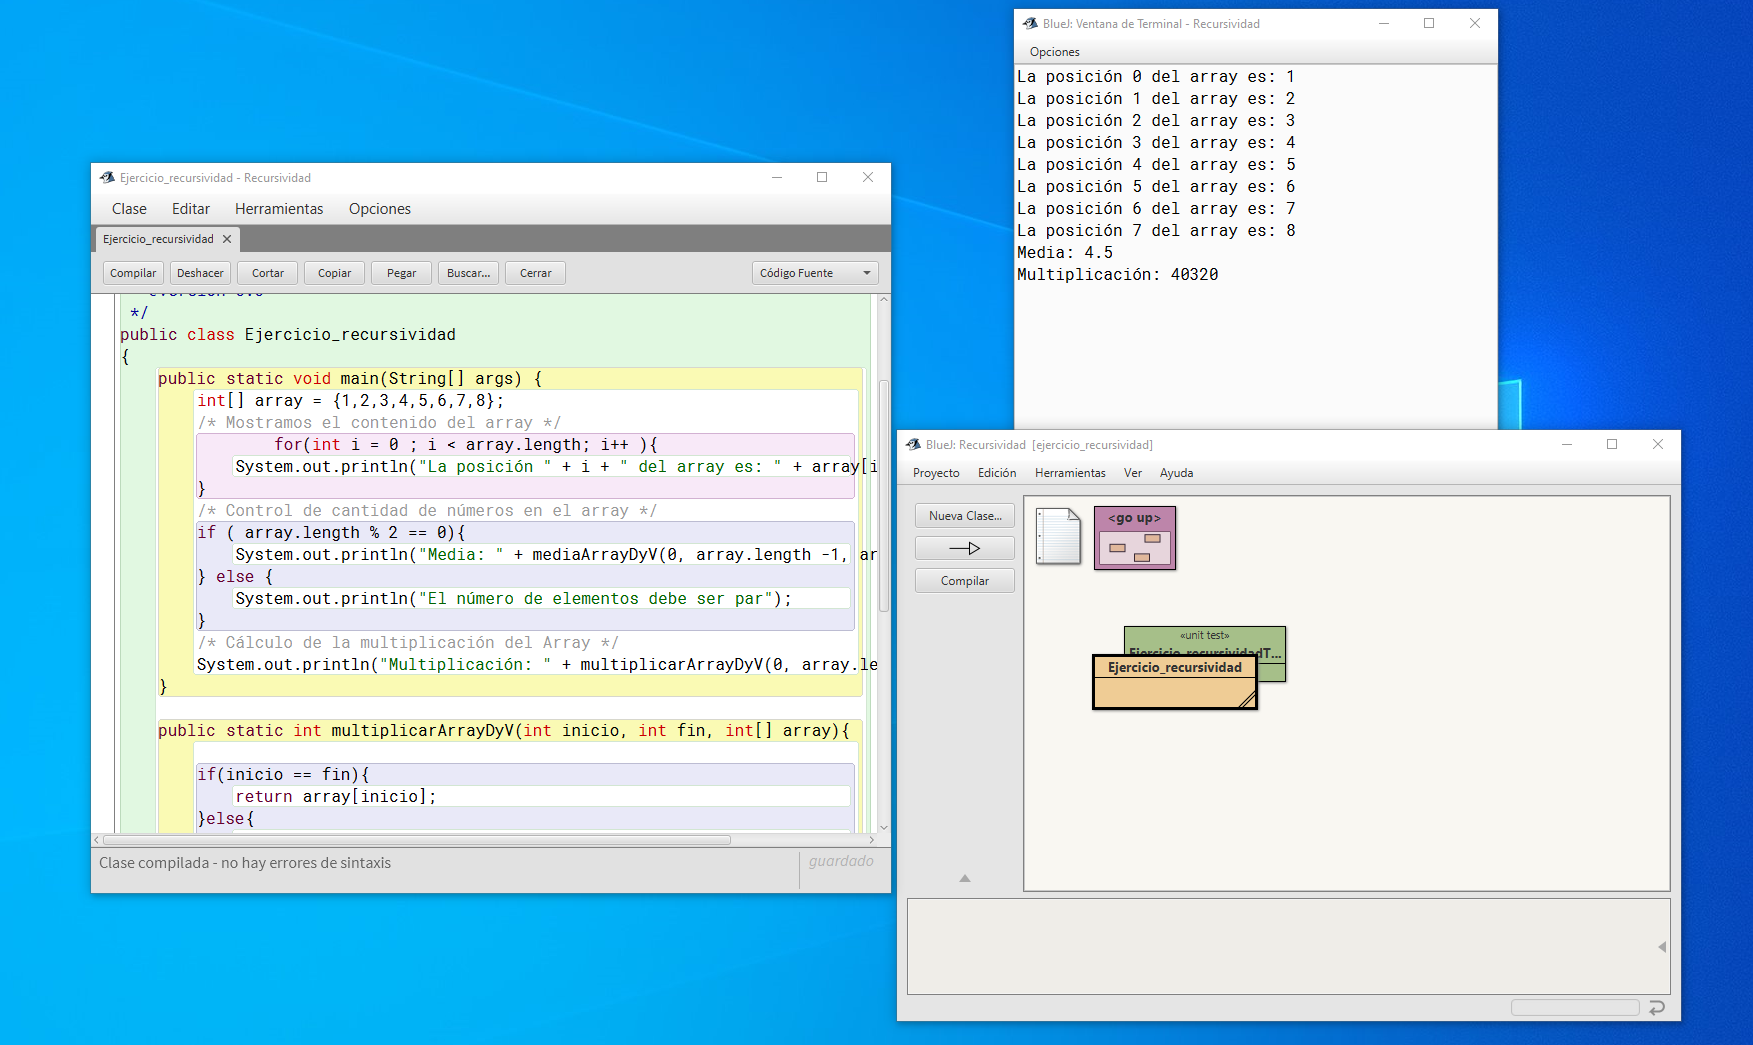 BlueJ: Ventana de Terminal - Recursividad
Opciones
La posición 0 del array es: 1
La posición 1 del array es: 2
La posición 2 del array es: 3
La posición 3 del array es: 4
La posición 4 del array es: 5
La posición 5 del array es: 6
La posición 6 del array es: 7
La posición 7 del array es: 8
Media: 4.5
Multiplicación: 40320
Ejercicio_recursividad - Recursividad
Clase Editar Herramientas Opciones
Ejercicio_recursividad
Compilar Deshacer Cortar Copiar Pegar Buscar... Cerrar Código Fuente
*/
public class Ejercicio_recursividad
{
public static void main(String[] args) {
int[] array = {1,2,3,4,5,6,7,8};
/* Mostramos el contenido del array */
for(int i = 0 ; i < array.length; i++ ){
System.out.println("La posición " + i + " del array es: " + array[i
}
/* Control de cantidad de números en el array */
if ( array.length % 2 == 0){
System.out.println("Media: " + mediaArrayDyV(0, array.length -1, ar
} else {
System.out.println("El número de elementos debe ser par");
}
/* Cálculo de la multiplicación del Array */
System.out.println("Multiplicación: " + multiplicarArrayDyV(0, array.le
}
public static int multiplicarArrayDyV(int inicio, int fin, int[] array){
if(inicio == fin){
return array[inicio];
}else{
Clase compilada - no hay errores de sintaxis
guardado
BlueJ: Recursividad [ejercicio_recursividad]
Proyecto Edición Herramientas Ver Ayuda
Nueva Clase...
Compilar
<go up>
«unit test»
Ejercicio_recursividadT...
Ejercicio_recursividad